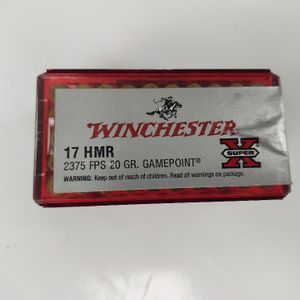 WINCHESTER
17 HMR
2375 FPS 20 GR. GAMEPOINT®
WARNING: Keep out of reach of children. Read all warnings on package.
SUPER X